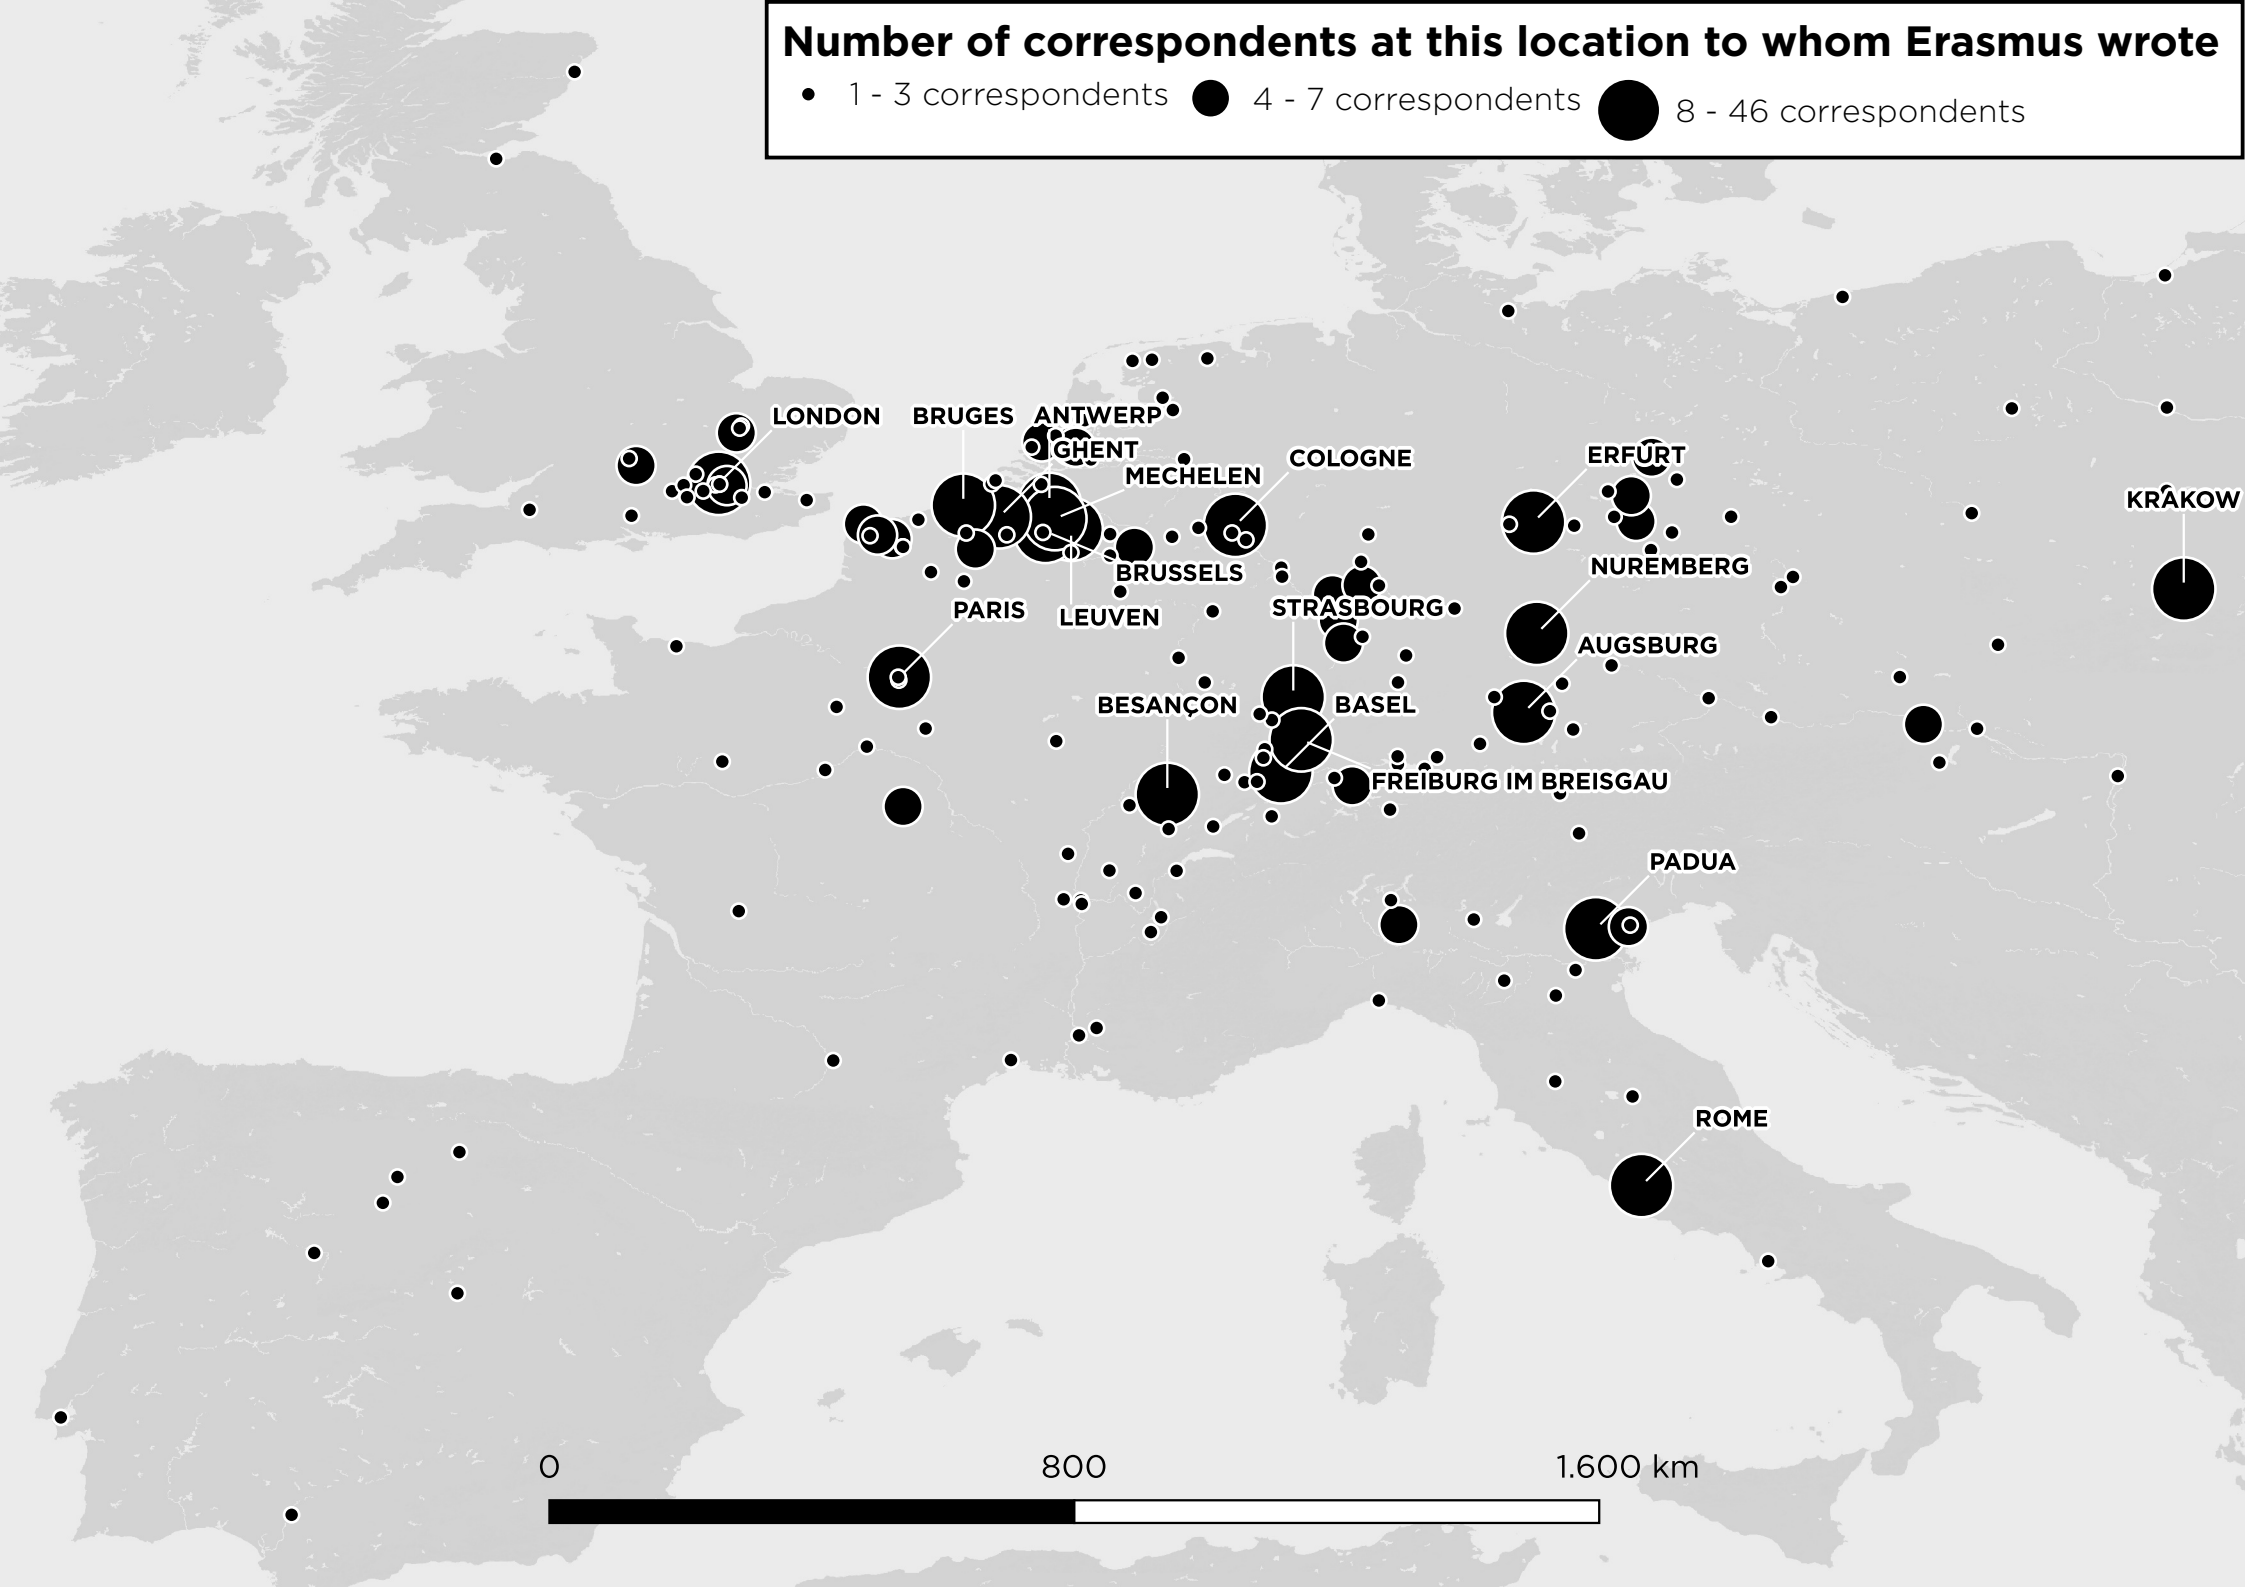 Number of correspondents at this location to whom Erasmus wrote
1 - 3 correspondents 4 - 7 correspondents 8 - 46 correspondents
LONDON BRUGES ANTWERP
GHENT
MECHELEN COLOGNE ERFURT
KRAKOW
BRUSSELS NUREMBERG
PARIS LEUVEN STRASBOURG
AUGSBURG
BESANÇON BASEL
FREIBURG IM BREISGAU
PADUA
ROME
0 800 1.600 km